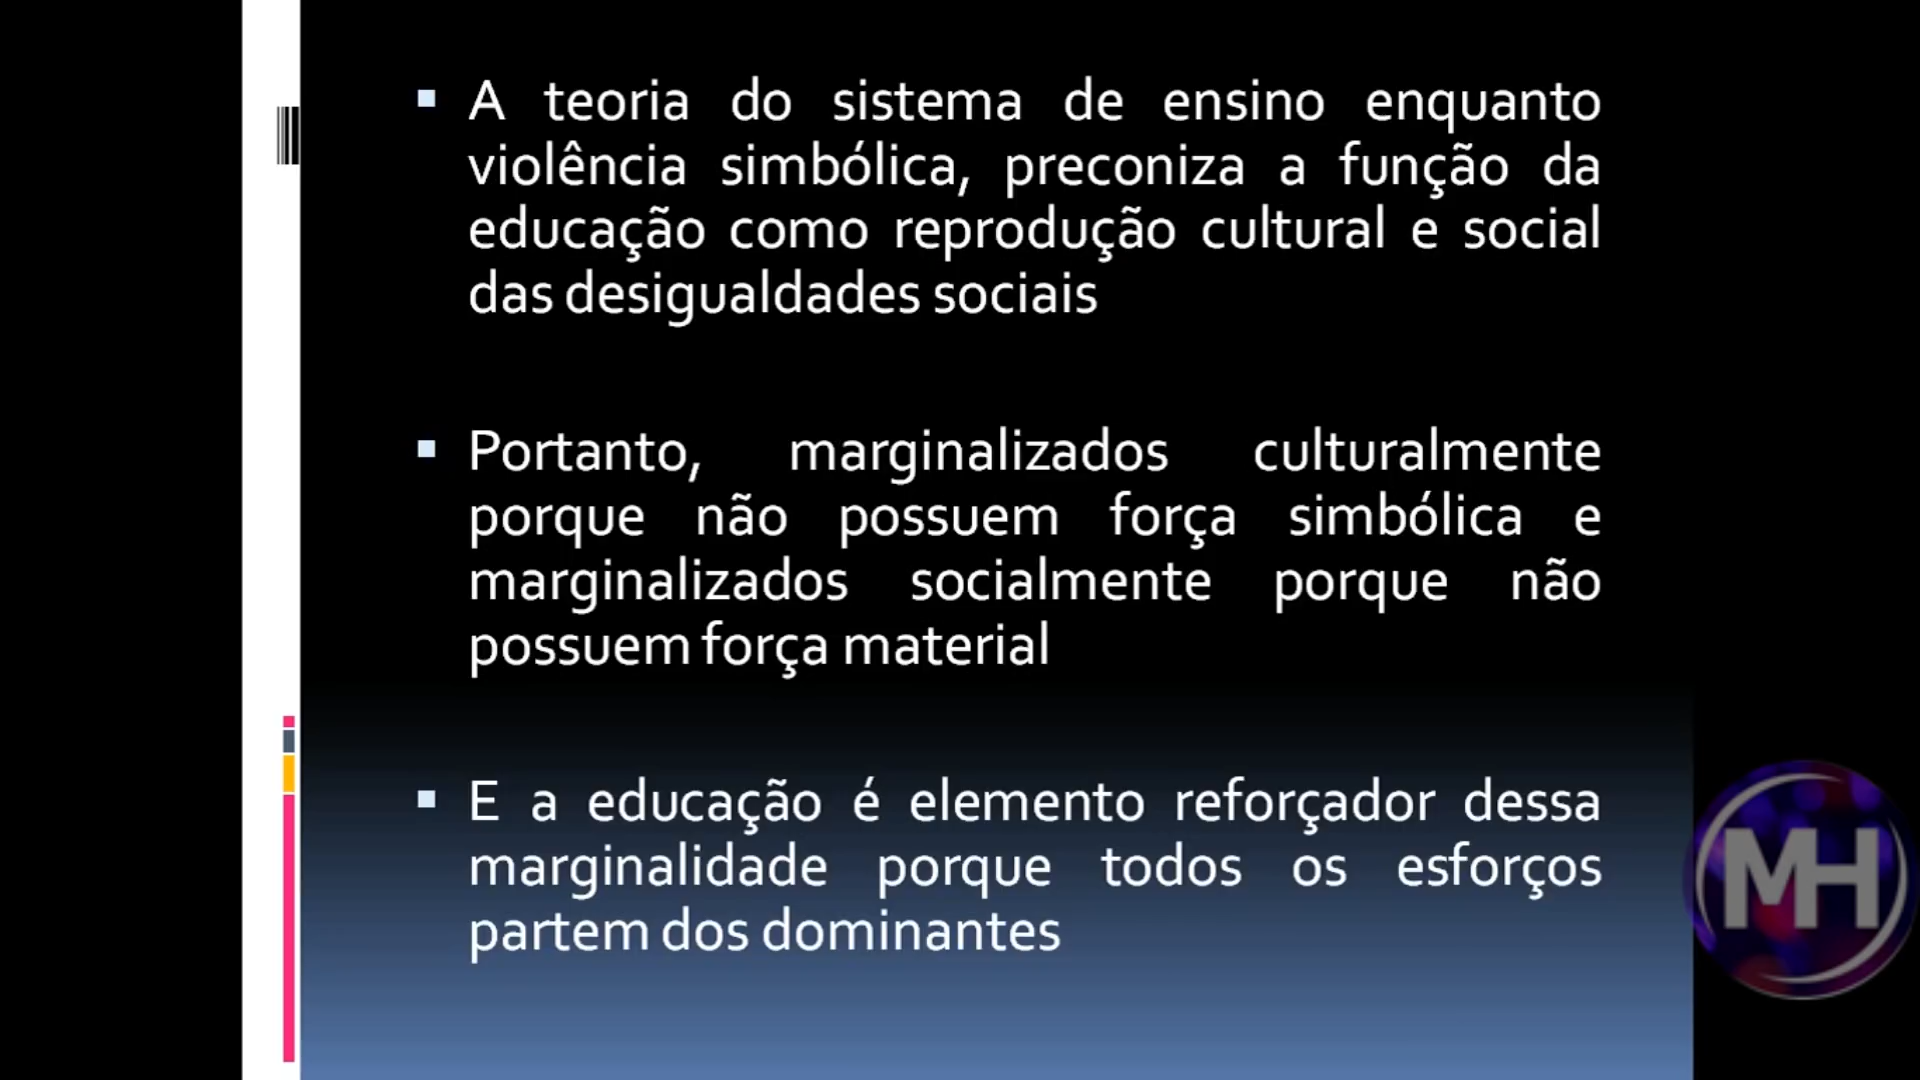 A teoria do sistema de ensino enquanto
violência simbólica, preconiza a função da
educação como reprodução cultural e social
das desigualdades sociais
Portanto, marginalizados culturalmente
porque não possuem força simbólica e
marginalizados socialmente porque não
possuem força material
E a educação é elemento reforçador dessa
marginalidade porque todos os esforços
partem dos dominantes
MH